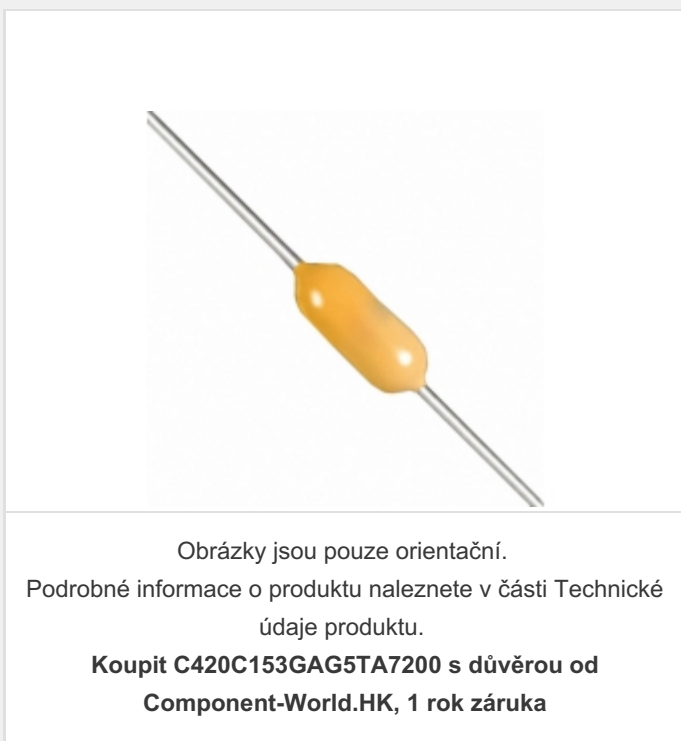 Obrázky jsou pouze orientační.
Podrobné informace o produktu naleznete v části Technické
údaje produktu.
Koupit C420C153GAG5TA7200 s důvěrou od
Component-World.HK, 1 rok záruka